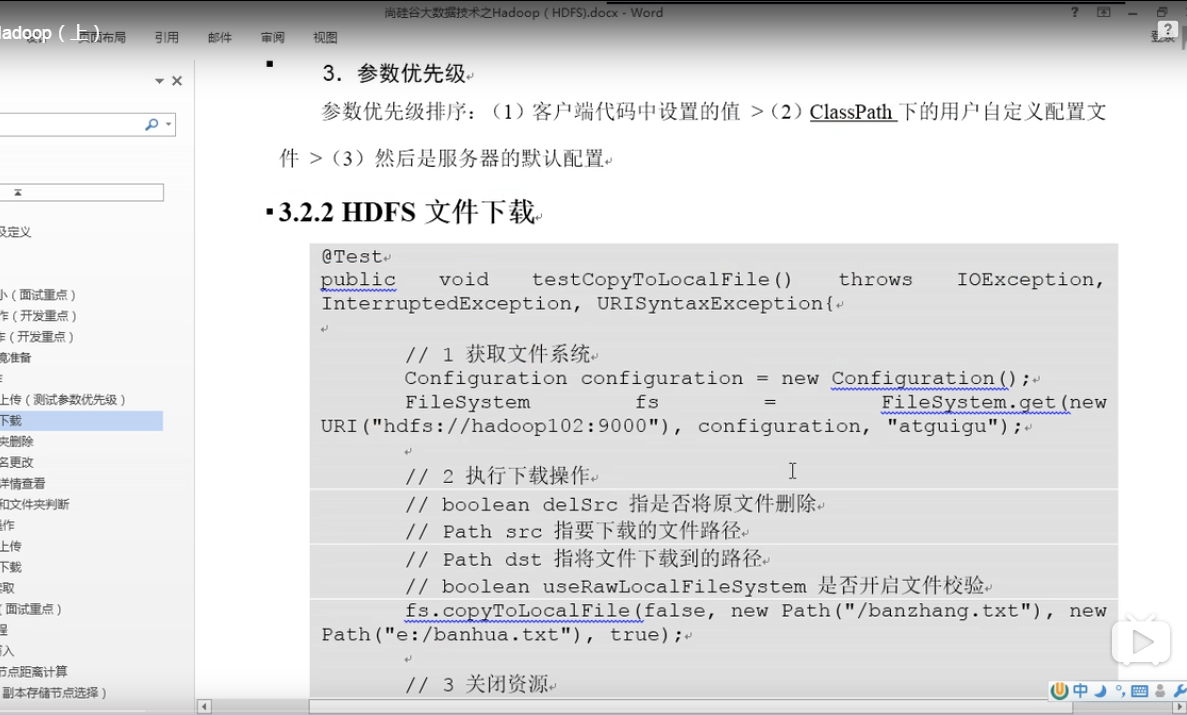 尚硅谷大数据技术之Hadoop（HDFS).docx - Word
adoop（上）
页面布局 引用 邮件 审阅 视图
登录
3．参数优先级
参数优先级排序：（1）客户端代码中设置的值 >（2）ClassPath 下的用户自定义配置文
件 >（3）然后是服务器的默认配置
3.2.2 HDFS 文件下载
@Test
public void testCopyToLocalFile() throws IOException,
InterruptedException, URISyntaxException{
// 1 获取文件系统
Configuration configuration = new Configuration();
FileSystem fs = FileSystem.get(new
URI("hdfs://hadoop102:9000"), configuration, "atguigu");
// 2 执行下载操作
// boolean delSrc 指是否将原文件删除
// Path src 指要下载的文件路径
// Path dst 指将文件下载到的路径
// boolean useRawLocalFileSystem 是否开启文件校验
fs.copyToLocalFile(false, new Path("/banzhang.txt"), new
Path("e:/banhua.txt"), true);
// 3 关闭资源
及定义
小（面试重点）
作（开发重点）
作（开发重点）
境准备
上传（测试参数优先级）
下载
夹删除
名更改
详情查看
和文件夹判断
操作
上传
下载
读取
（面试重点）
程
写入
节点距离计算
副本存储节点选择）
中